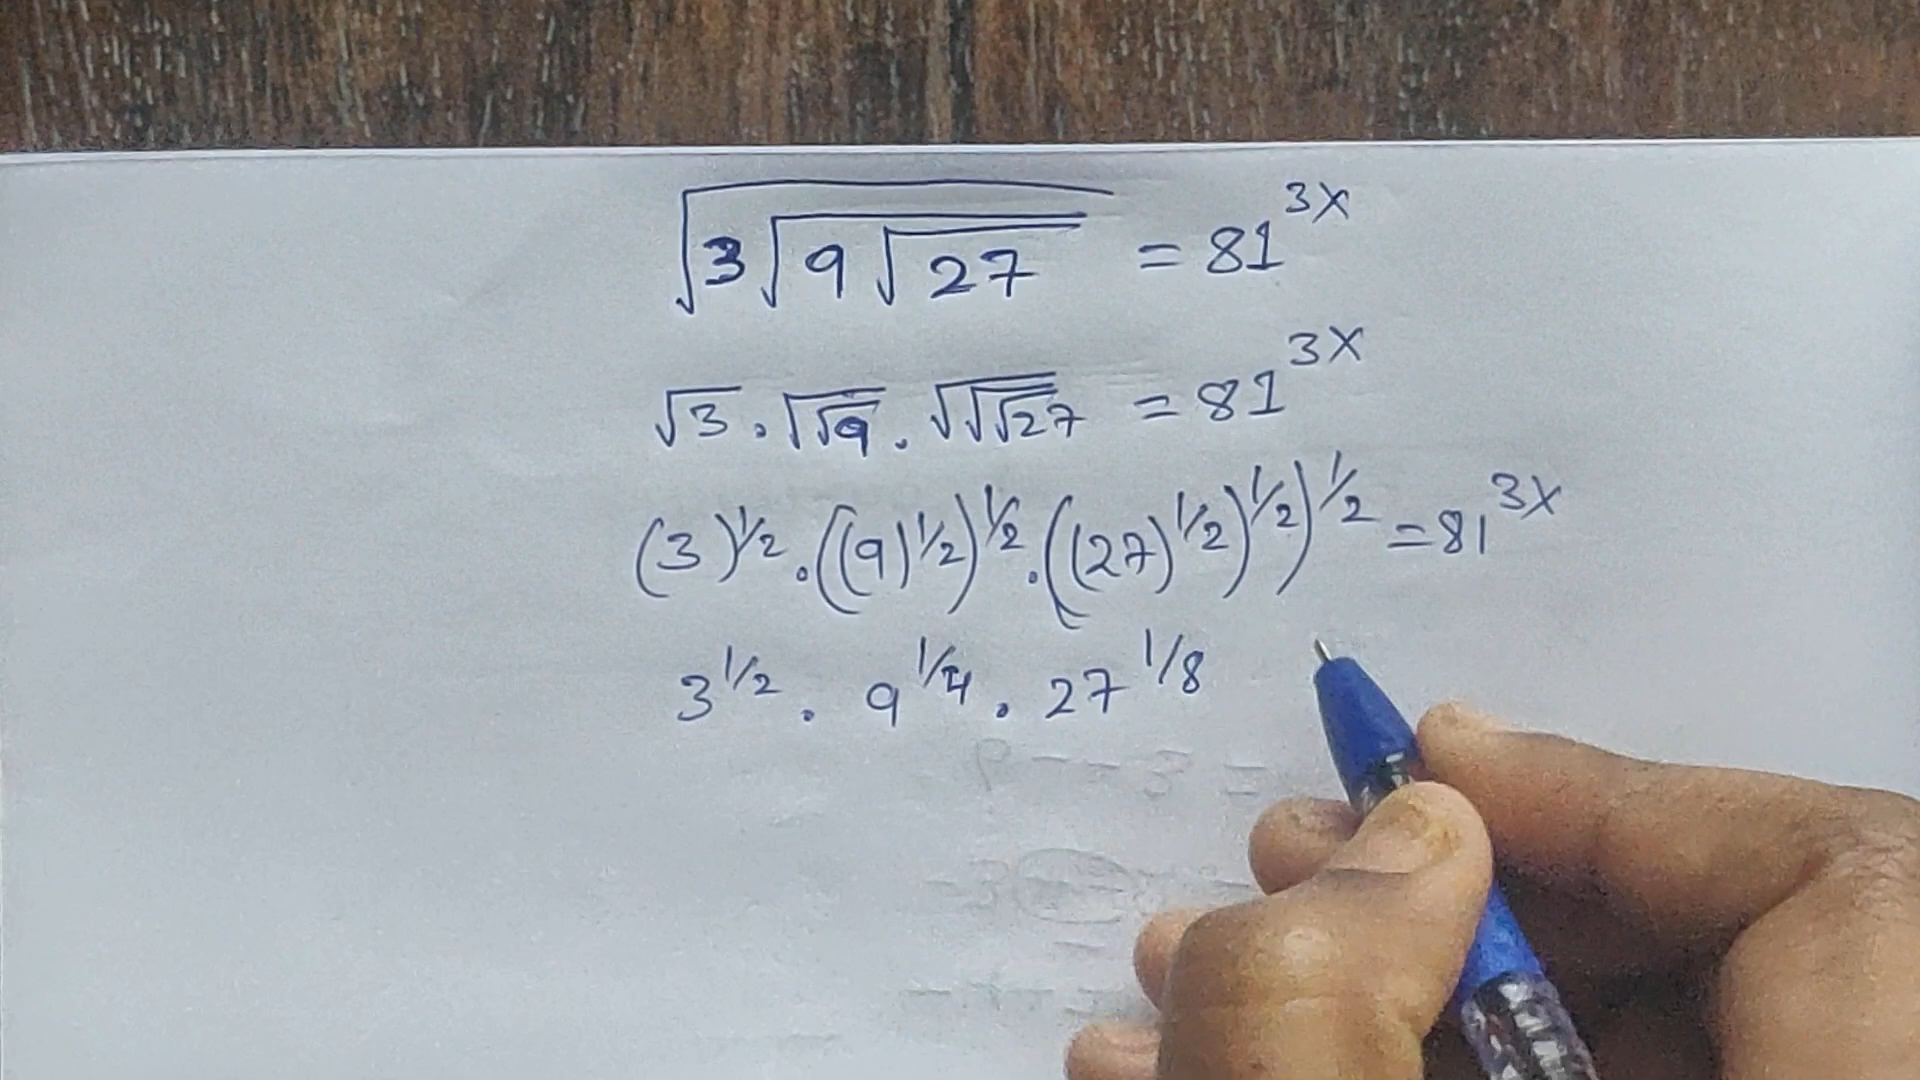 √(3√(9√27)) = 81^3x
√3 . √√9 . √√√27 = 81^3x
(3)^1/2 . ((9)^1/2)^1/2 . (((27)^1/2)^1/2)^1/2 = 81^3x
3^1/2 . 9^1/4 . 27^1/8